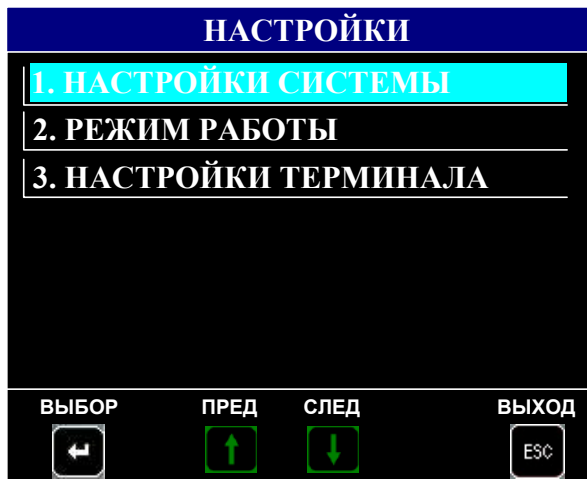 НАСТРОЙКИ
1. НАСТРОЙКИ СИСТЕМЫ
2. РЕЖИМ РАБОТЫ
3. НАСТРОЙКИ ТЕРМИНАЛА
ВЫБОР ПРЕД СЛЕД ВЫХОД
ESC